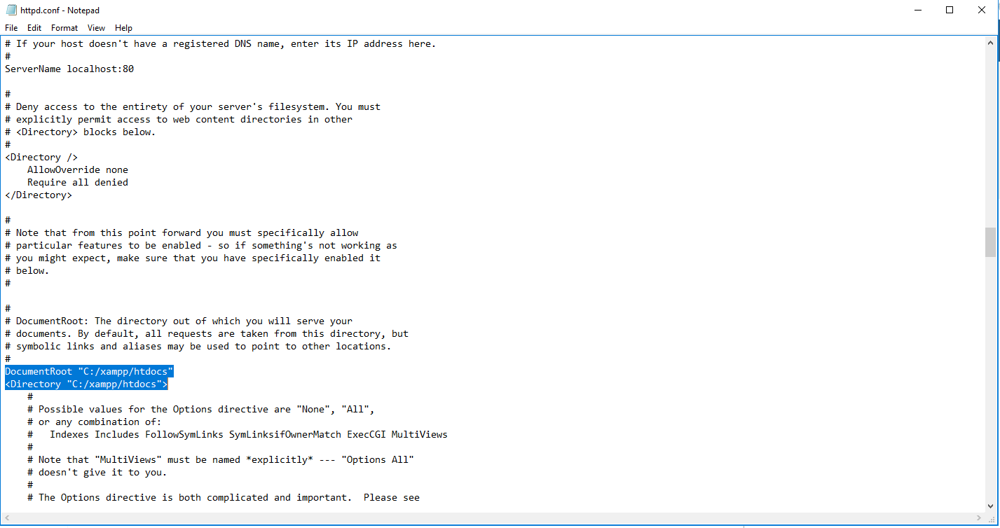 httpd.conf - Notepad
File Edit Format View Help
# If your host doesn't have a registered DNS name, enter its IP address here.
#
ServerName localhost:80

#
# Deny access to the entirety of your server's filesystem. You must
# explicitly permit access to web content directories in other
# <Directory> blocks below.
#
<Directory />
    AllowOverride none
    Require all denied
</Directory>

#
# Note that from this point forward you must specifically allow
# particular features to be enabled - so if something's not working as
# you might expect, make sure that you have specifically enabled it
# below.
#

#
# DocumentRoot: The directory out of which you will serve your
# documents. By default, all requests are taken from this directory, but
# symbolic links and aliases may be used to point to other locations.
#
DocumentRoot "C:/xampp/htdocs"
<Directory "C:/xampp/htdocs">
    #
    # Possible values for the Options directive are "None", "All",
    # or any combination of:
    #   Indexes Includes FollowSymLinks SymLinksifOwnerMatch ExecCGI MultiViews
    #
    # Note that "MultiViews" must be named *explicitly* --- "Options All"
    # doesn't give it to you.
    #
    # The Options directive is both complicated and important.  Please see